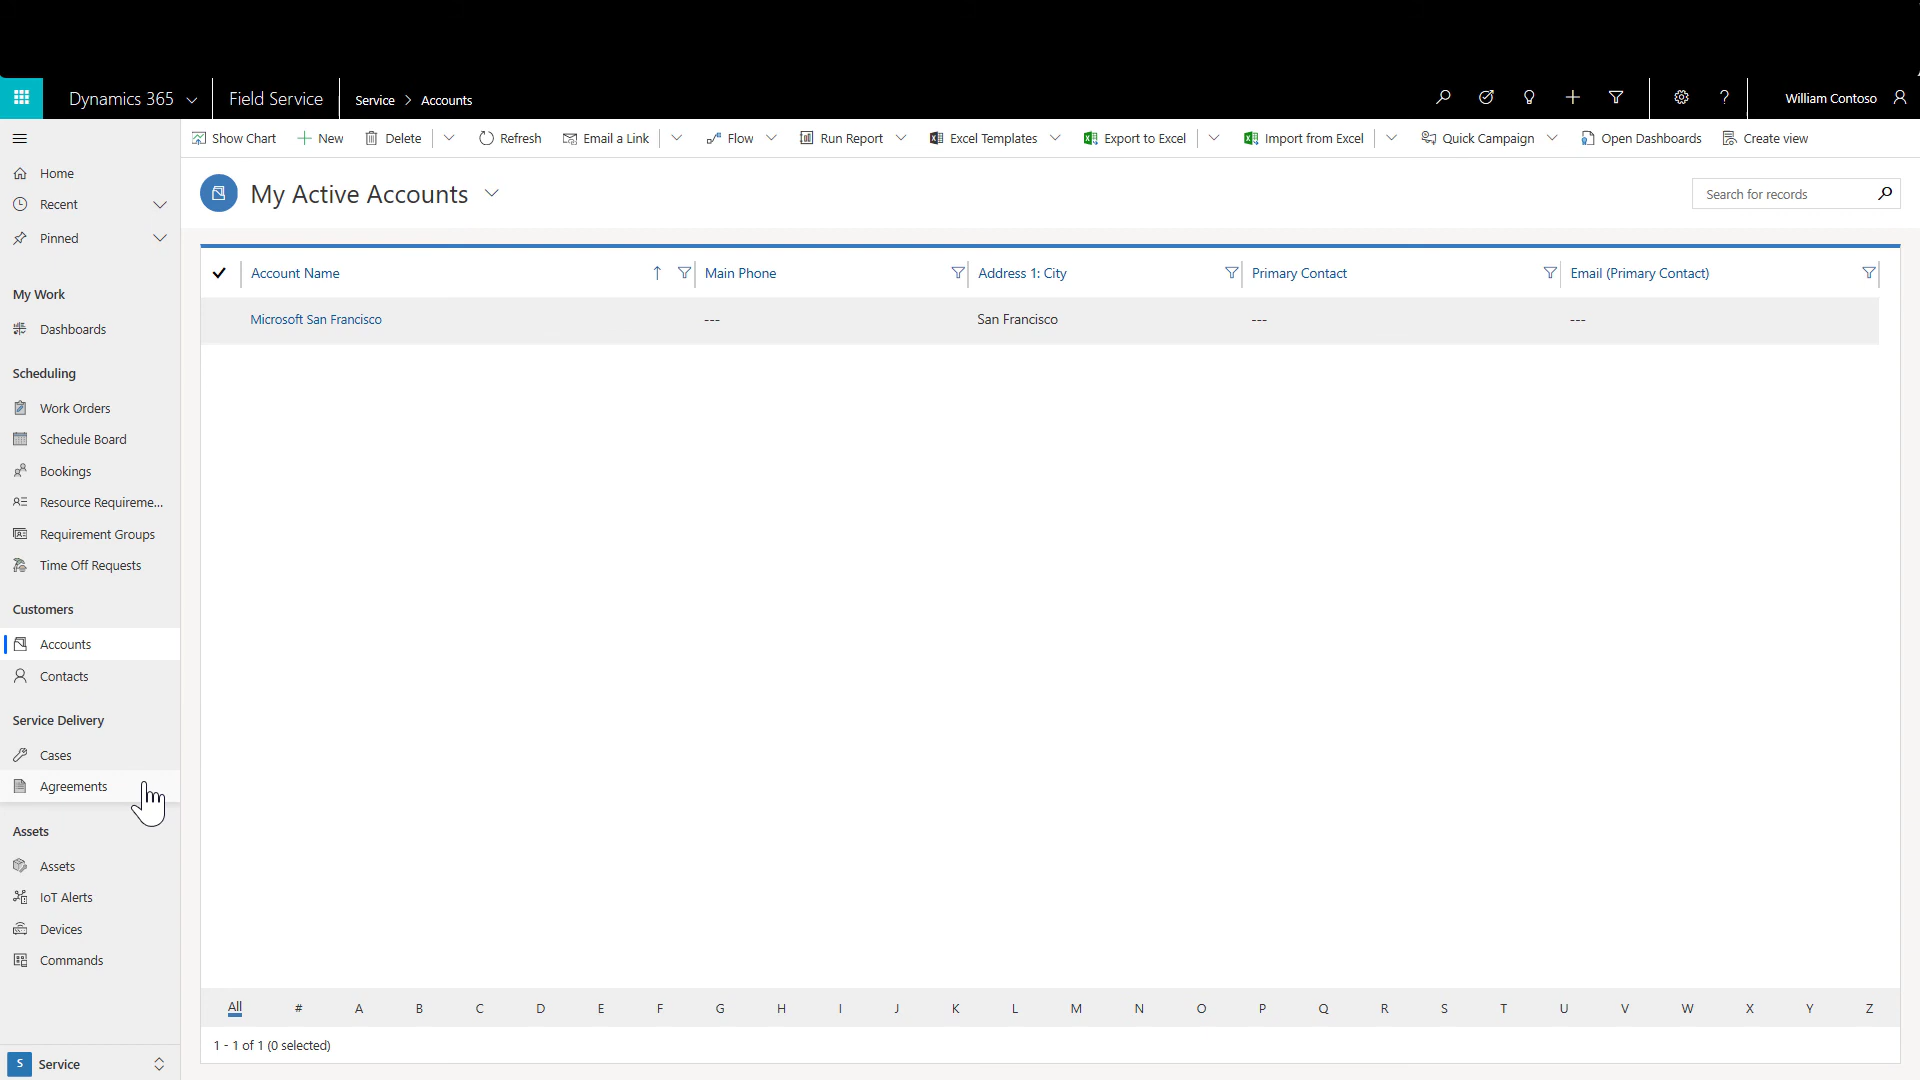 Dynamics 365 Field Service Service > Accounts William Contoso
Show Chart New Delete Refresh Email a Link Flow Run Report Excel Templates Export to Excel Import from Excel Quick Campaign Open Dashboards Create view
Home
Recent
Pinned
My Work
Dashboards
Scheduling
Work Orders
Schedule Board
Bookings
Resource Requireme...
Requirement Groups
Time Off Requests
Customers
Accounts
Contacts
Service Delivery
Cases
Agreements
Assets
Assets
IoT Alerts
Devices
Commands
S Service
My Active Accounts Search for records
Account Name Main Phone Address 1: City Primary Contact Email (Primary Contact)
Microsoft San Francisco --- San Francisco --- ---
All # A B C D E F G H I J K L M N O P Q R S T U V W X Y Z
1 - 1 of 1 (0 selected)